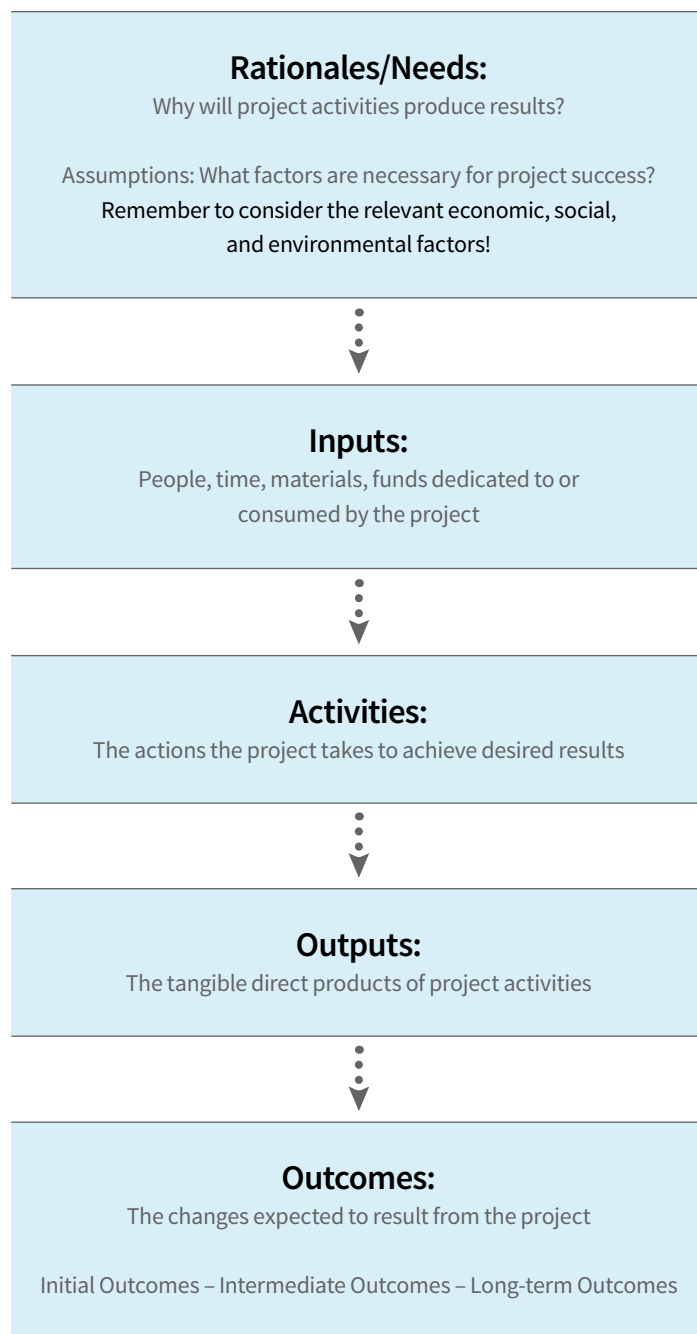 Rationales/Needs:
Why will project activities produce results?
Assumptions: What factors are necessary for project success?
Remember to consider the relevant economic, social,
and environmental factors!
Inputs:
People, time, materials, funds dedicated to or
consumed by the project
Activities:
The actions the project takes to achieve desired results
Outputs:
The tangible direct products of project activities
Outcomes:
The changes expected to result from the project
Initial Outcomes – Intermediate Outcomes – Long-term Outcomes